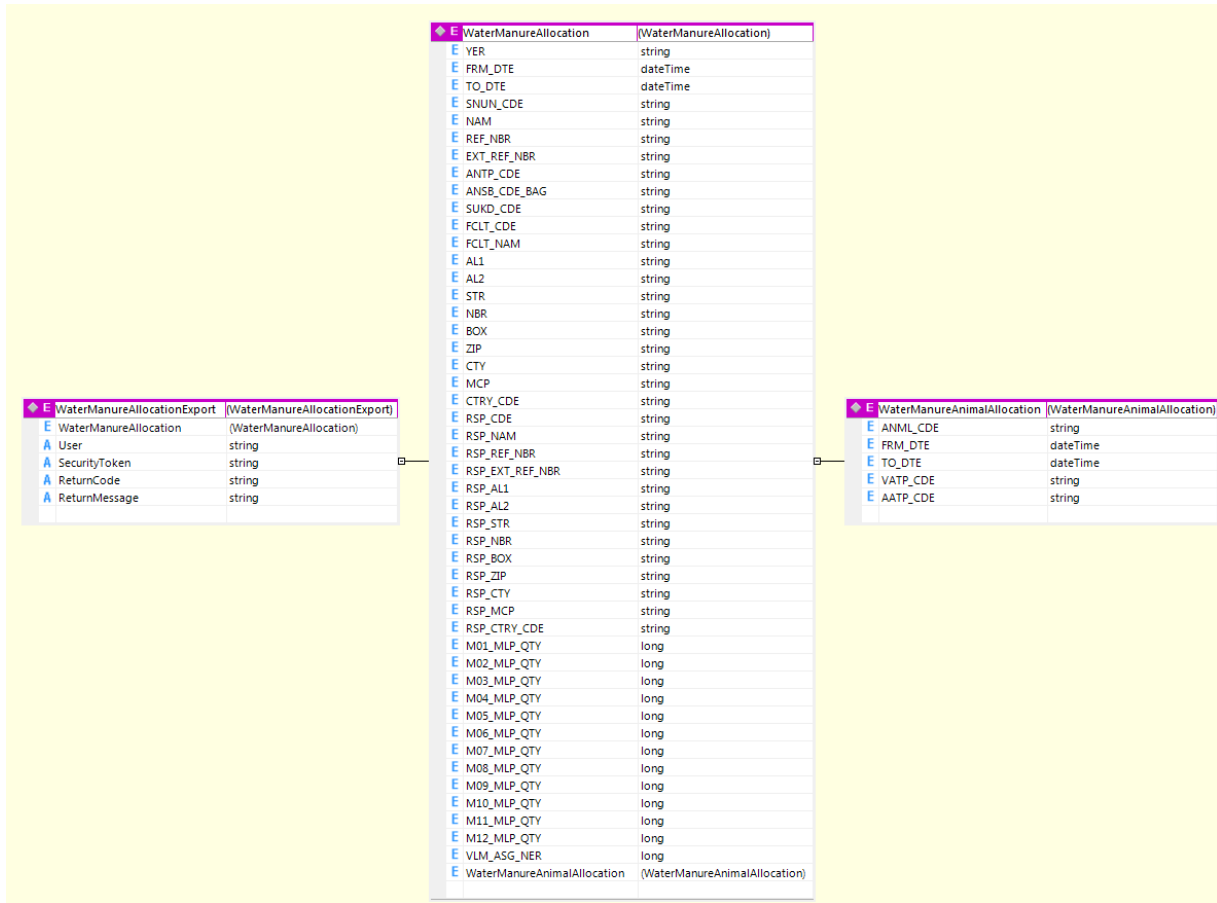 E WaterManureAllocationExport (WaterManureAllocationExport)
E WaterManureAllocation (WaterManureAllocation)
A User string
A SecurityToken string
A ReturnCode string
A ReturnMessage string
E WaterManureAllocation (WaterManureAllocation)
E YER string
E FRM_DTE dateTime
E TO_DTE dateTime
E SNUN_CDE string
E NAM string
E REF_NBR string
E EXT_REF_NBR string
E ANTP_CDE string
E ANSB_CDE_BAG string
E SUKD_CDE string
E FCLT_CDE string
E FCLT_NAM string
E AL1 string
E AL2 string
E STR string
E NBR string
E BOX string
E ZIP string
E CTY string
E MCP string
E CTRY_CDE string
E RSP_CDE string
E RSP_NAM string
E RSP_REF_NBR string
E RSP_EXT_REF_NBR string
E RSP_AL1 string
E RSP_AL2 string
E RSP_STR string
E RSP_NBR string
E RSP_BOX string
E RSP_ZIP string
E RSP_CTY string
E RSP_MCP string
E RSP_CTRY_CDE string
E M01_MLP_QTY long
E M02_MLP_QTY long
E M03_MLP_QTY long
E M04_MLP_QTY long
E M05_MLP_QTY long
E M06_MLP_QTY long
E M07_MLP_QTY long
E M08_MLP_QTY long
E M09_MLP_QTY long
E M10_MLP_QTY long
E M11_MLP_QTY long
E M12_MLP_QTY long
E VLM_ASG_NER long
E WaterManureAnimalAllocation (WaterManureAnimalAllocation)
E WaterManureAnimalAllocation (WaterManureAnimalAllocation)
E ANML_CDE string
E FRM_DTE dateTime
E TO_DTE dateTime
E VATP_CDE string
E AATP_CDE string